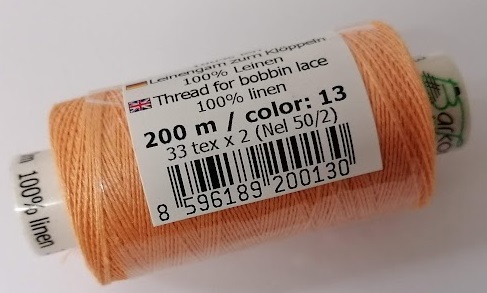 Leinengarn zum Klöppeln
100% Leinen
Thread for bobbin lace
100% linen
200 m / color: 13
33 tex x 2 (Nel 50/2)
8 596189 200130
100% linen